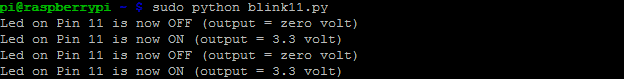 pi@raspberrypi ~ $ sudo python blink11.py
Led on Pin 11 is now OFF (output = zero volt)
Led on Pin 11 is now ON (output = 3.3 volt)
Led on Pin 11 is now OFF (output = zero volt)
Led on Pin 11 is now ON (output = 3.3 volt)